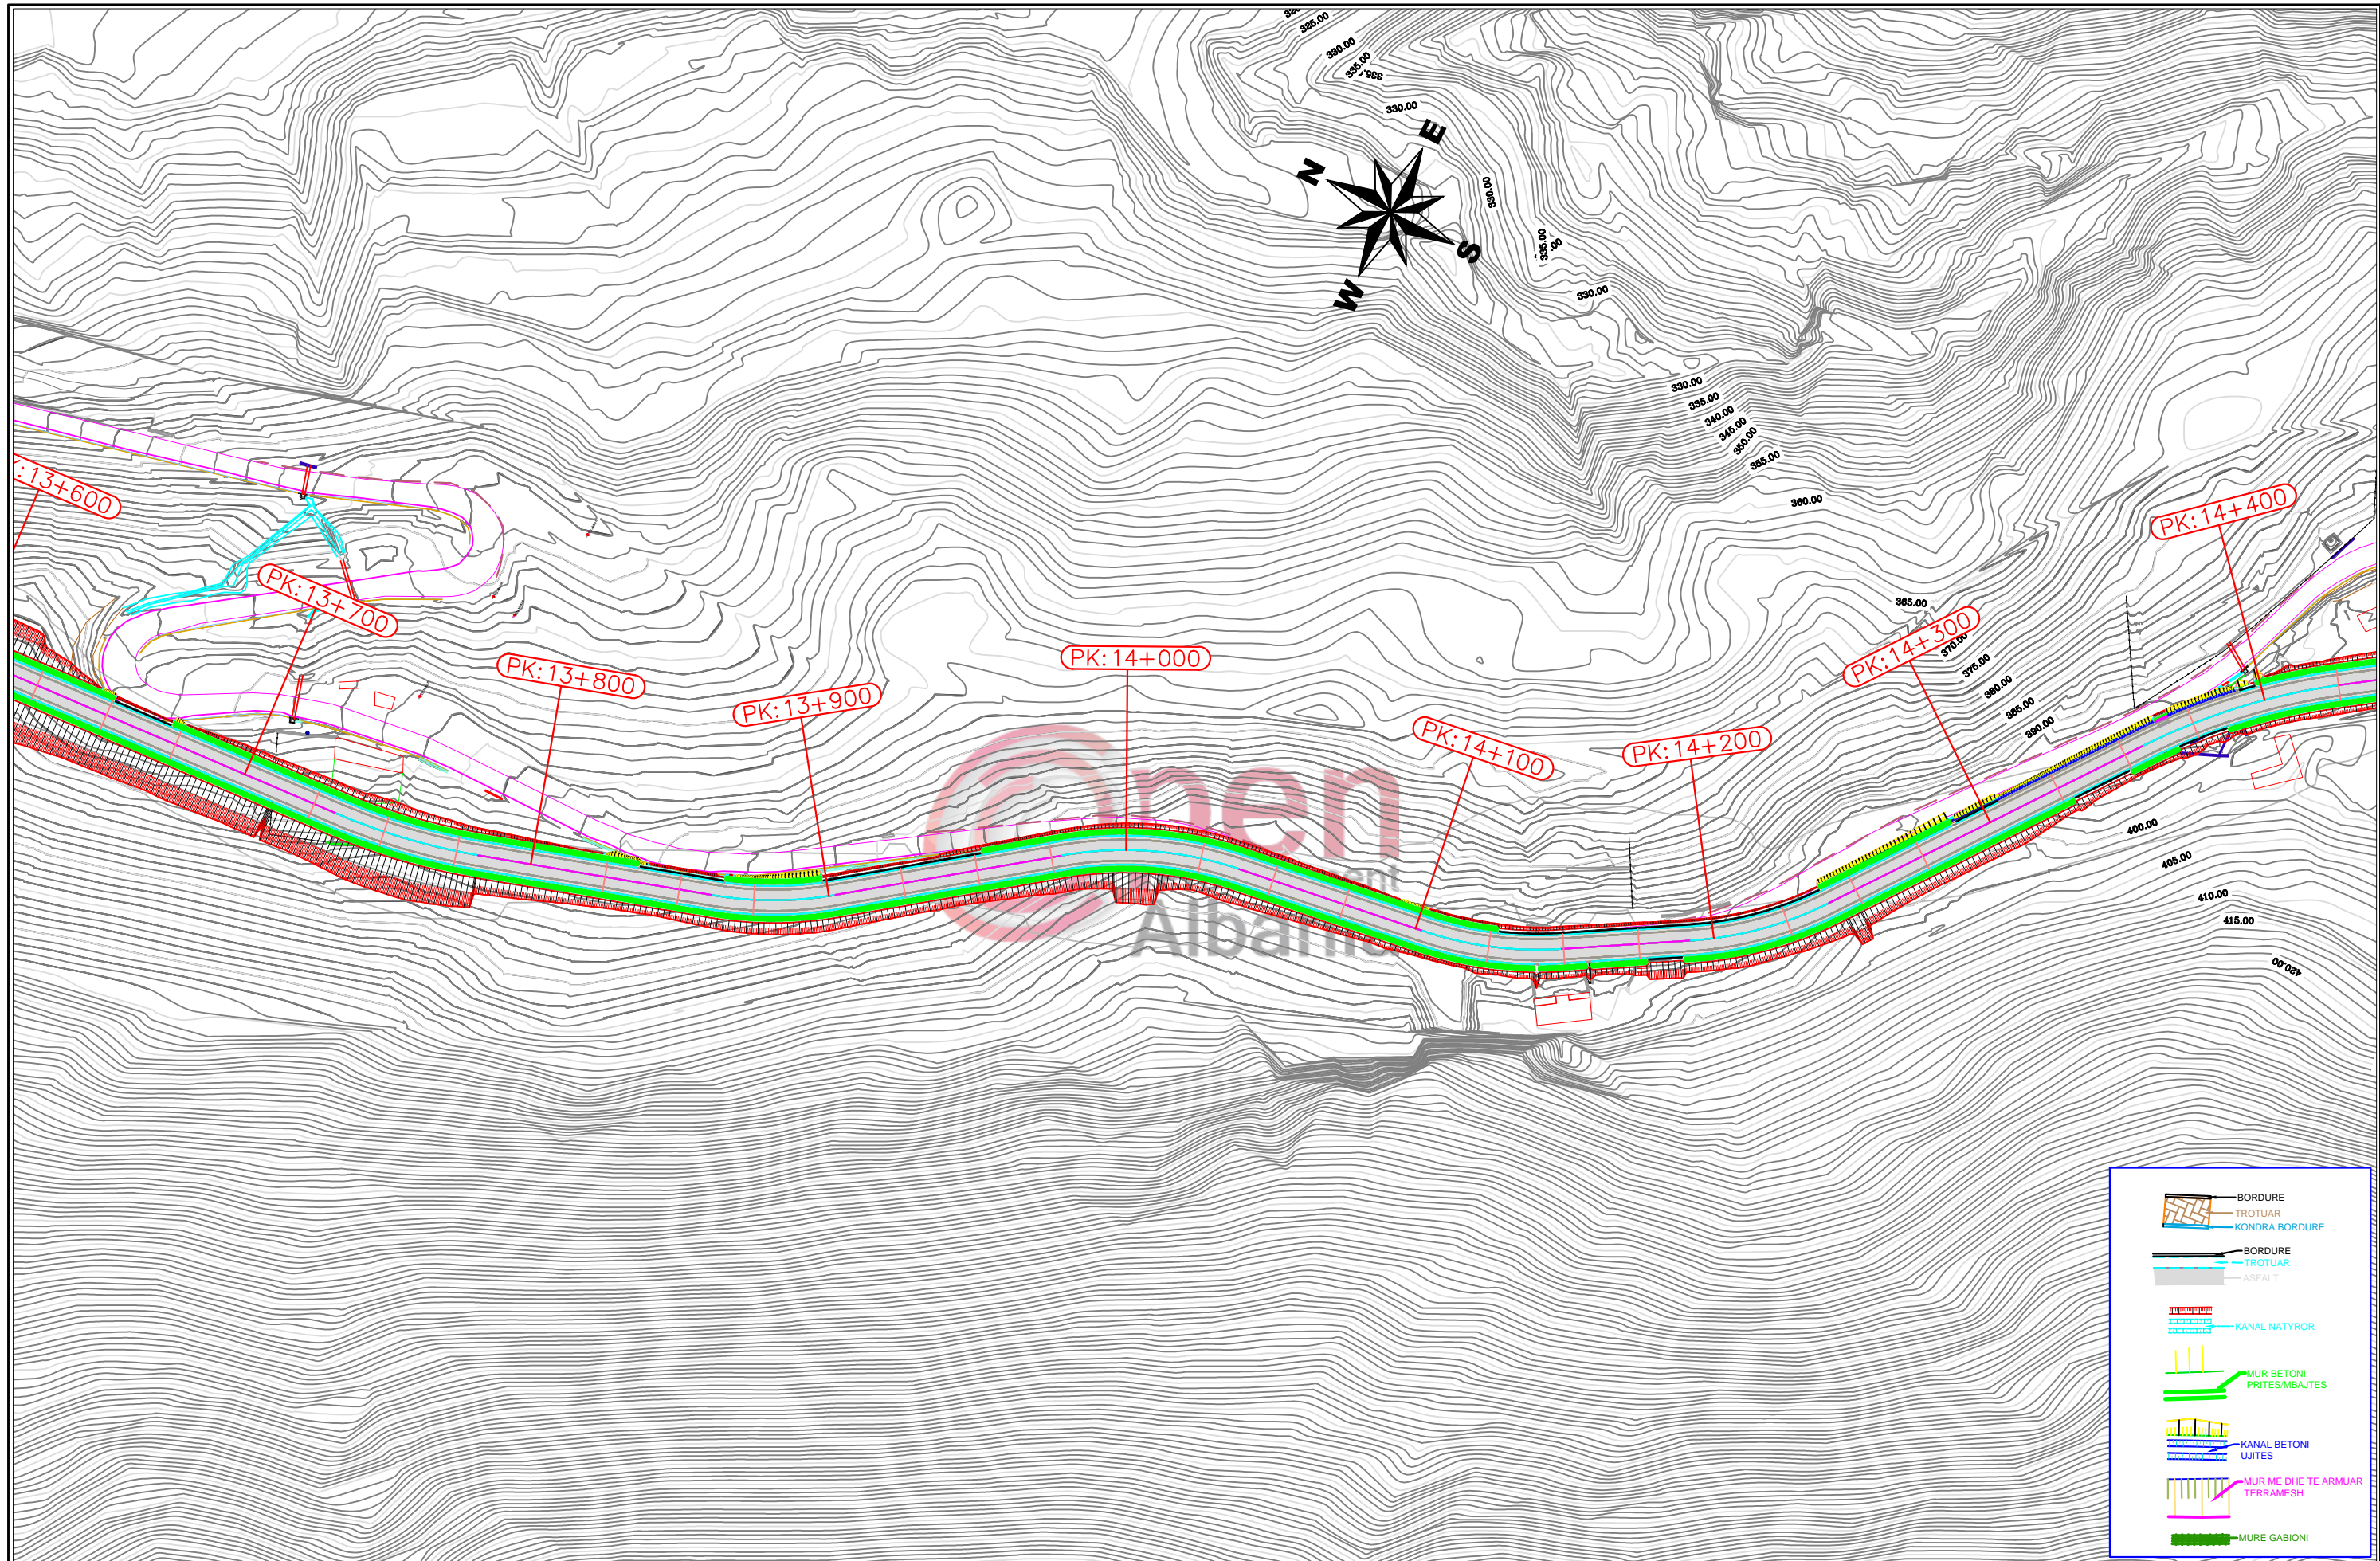 325.00
330.00
335.00
335.
330.00
E
N
330.00
335.00
S
W
330.00
330.00
335.00
340.00
345.00
350.00
355.00
360.00
:13+600
PK:14+400
PK:13+700
365.00
PK:14+300
370.00
PK:14+000
PK:13+800
375.00
380.00
PK:13+900
385.00
PK:14+100
PK:14+200
390.00
Open
ent
Albania
400.00
405.00
410.00
415.00
420.00
BORDURE
TROTUAR
KONDRA BORDURE
BORDURE
TROTUAR
ASFALT
KANAL NATYROR
MUR BETONI
PRITES/MBAJTES
KANAL BETONI
UJITES
MUR ME DHE TE ARMUAR
TERRAMESH
MURE GABIONI